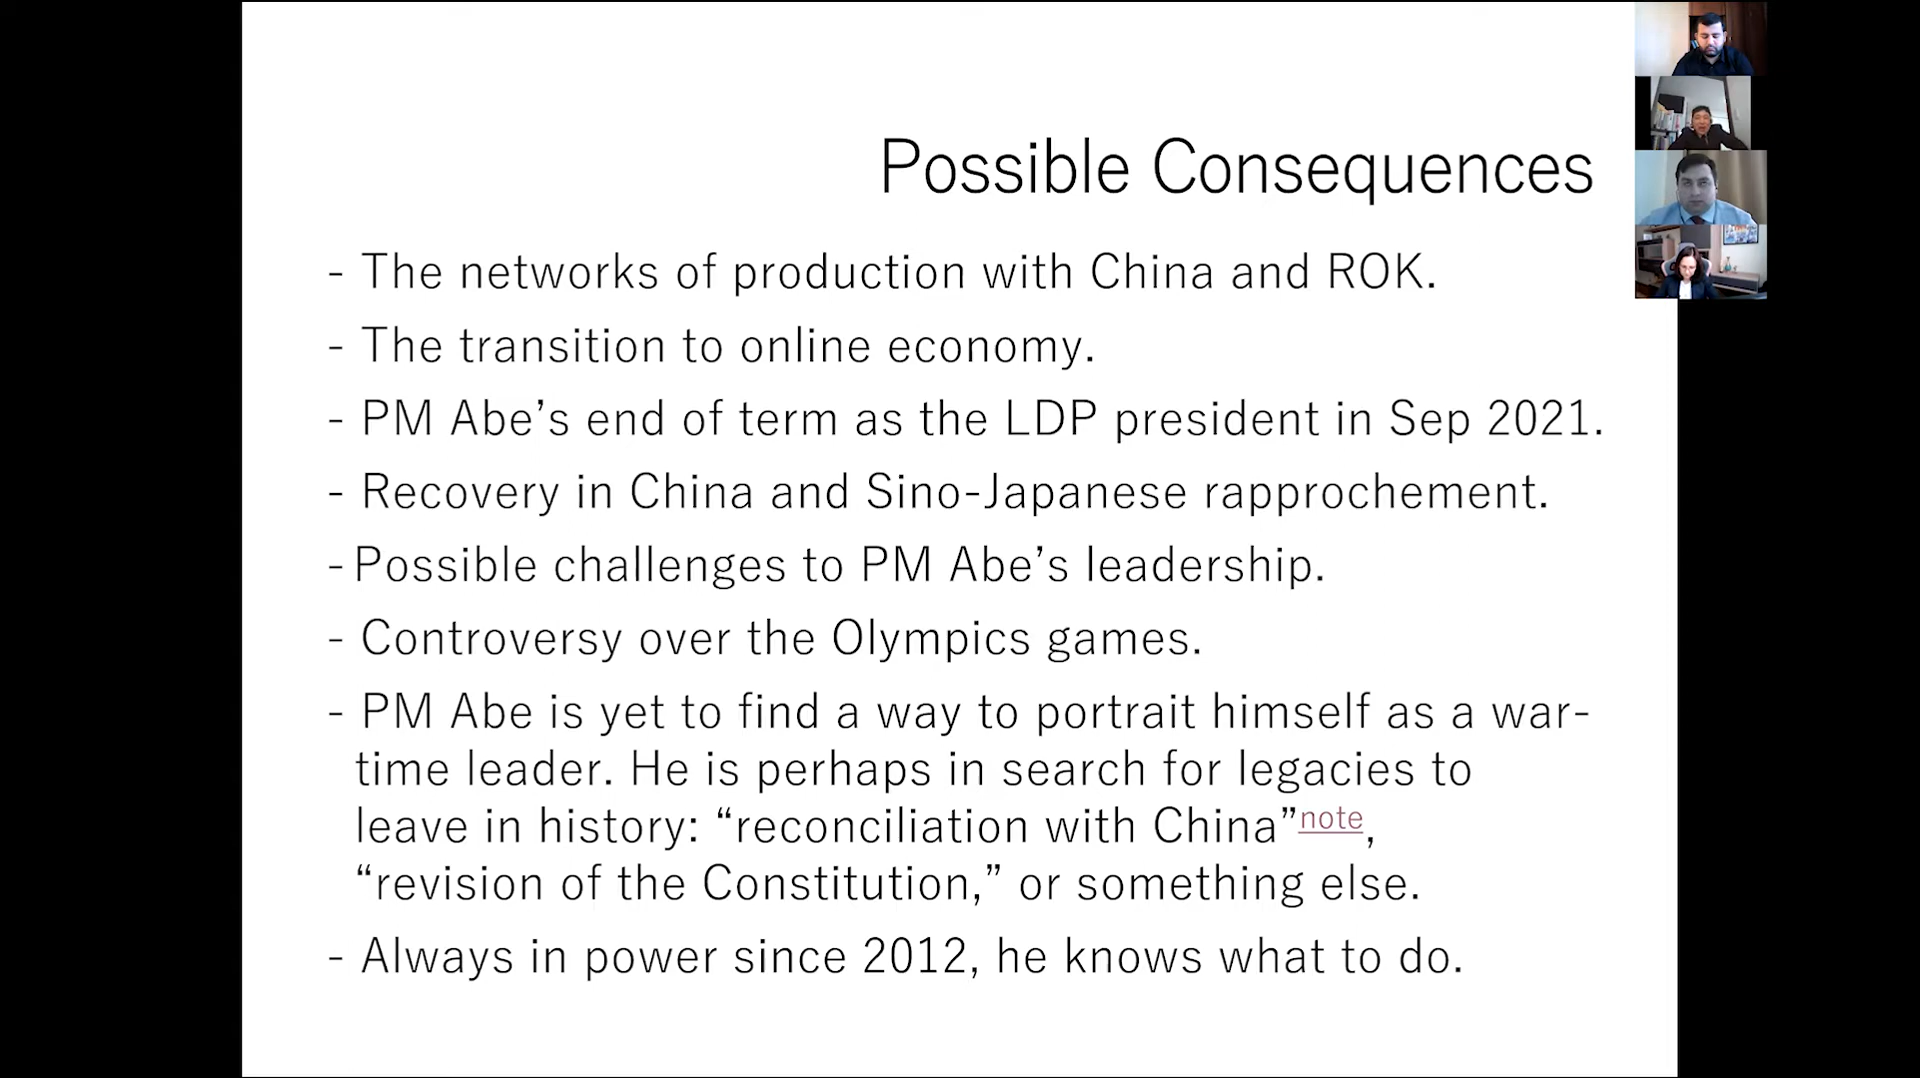 Possible Consequences
- The networks of production with China and ROK.
- The transition to online economy.
- PM Abe’s end of term as the LDP president in Sep 2021.
- Recovery in China and Sino-Japanese rapprochement.
- Possible challenges to PM Abe’s leadership.
- Controversy over the Olympics games.
- PM Abe is yet to find a way to portrait himself as a war-
time leader. He is perhaps in search for legacies to
leave in history: “reconciliation with China”note,
“revision of the Constitution,” or something else.
- Always in power since 2012, he knows what to do.